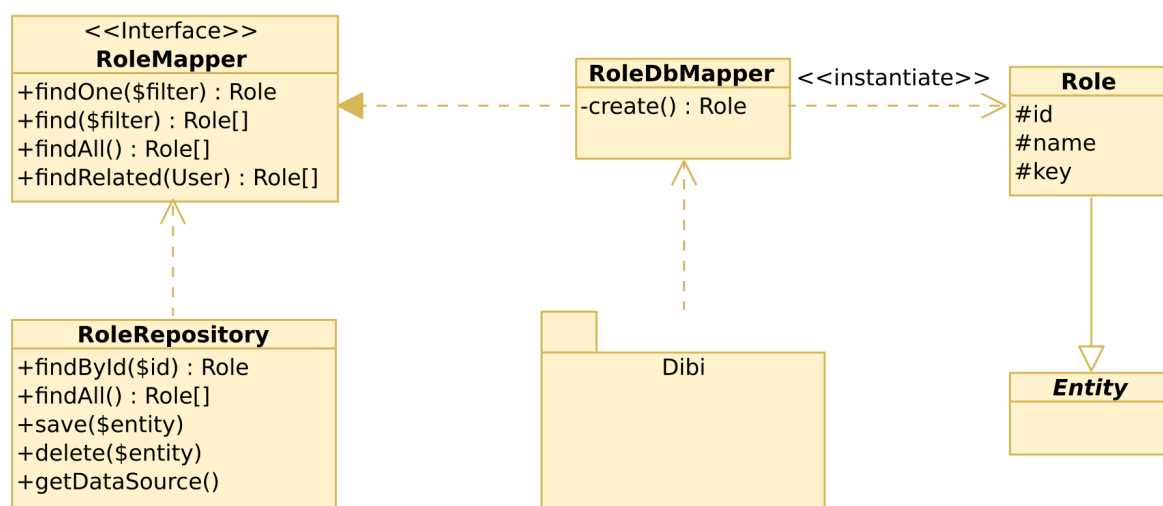 <<Interface>>
RoleMapper
+findOne($filter) : Role
+find($filter) : Role[]
+findAll() : Role[]
+findRelated(User) : Role[]
RoleDbMapper
-create() : Role
<<instantiate>>
Role
#id
#name
#key
RoleRepository
+findById($id) : Role
+findAll() : Role[]
+save($entity)
+delete($entity)
+getDataSource()
Dibi
Entity